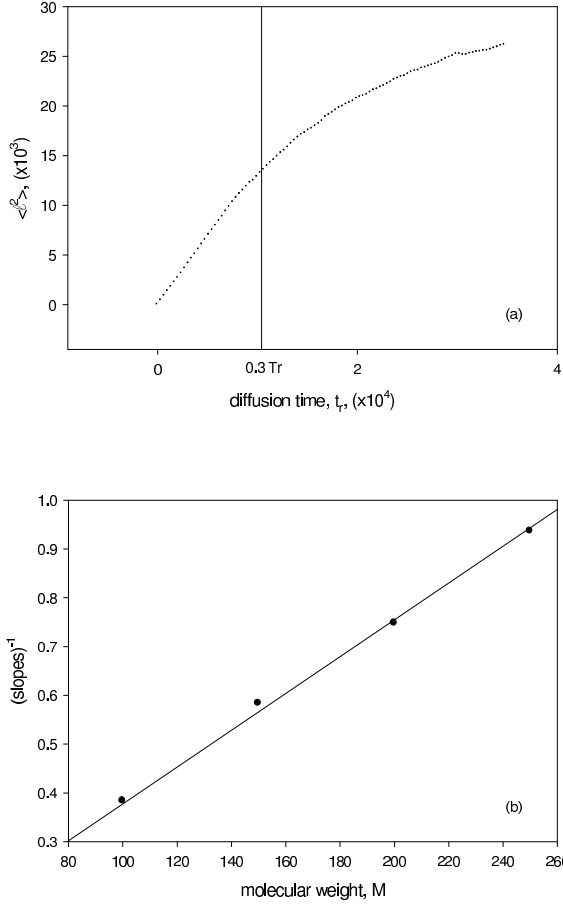 30
25
20
15
10
5
0
<ℓ²>, (x10³)
(a)
0
0.3 Tr
2
4
diffusion time, tᵣ, (x10⁴)
1.0
0.9
0.8
0.7
0.6
0.5
0.4
0.3
(slopes)⁻¹
(b)
80 100 120 140 160 180 200 220 240 260
molecular weight, M